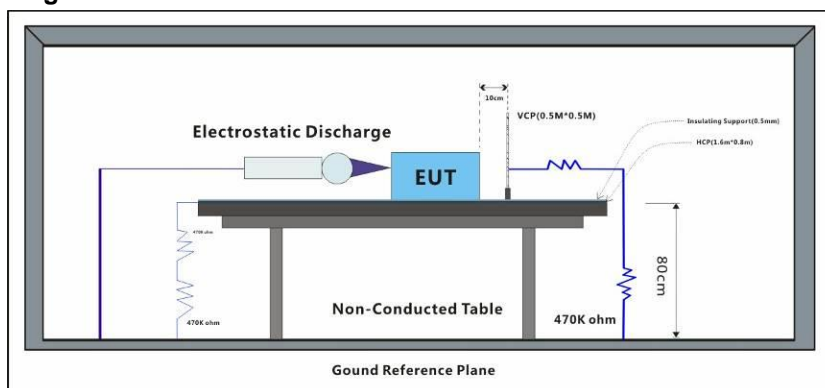 10cm
VCP(0.5M*0.5M)
Insulating Support(0.5mm)
Electrostatic Discharge
HCP(1.6m*0.8m)
EUT
470K ohm
80cm
Non-Conducted Table
470K ohm
470K ohm
Gound Reference Plane